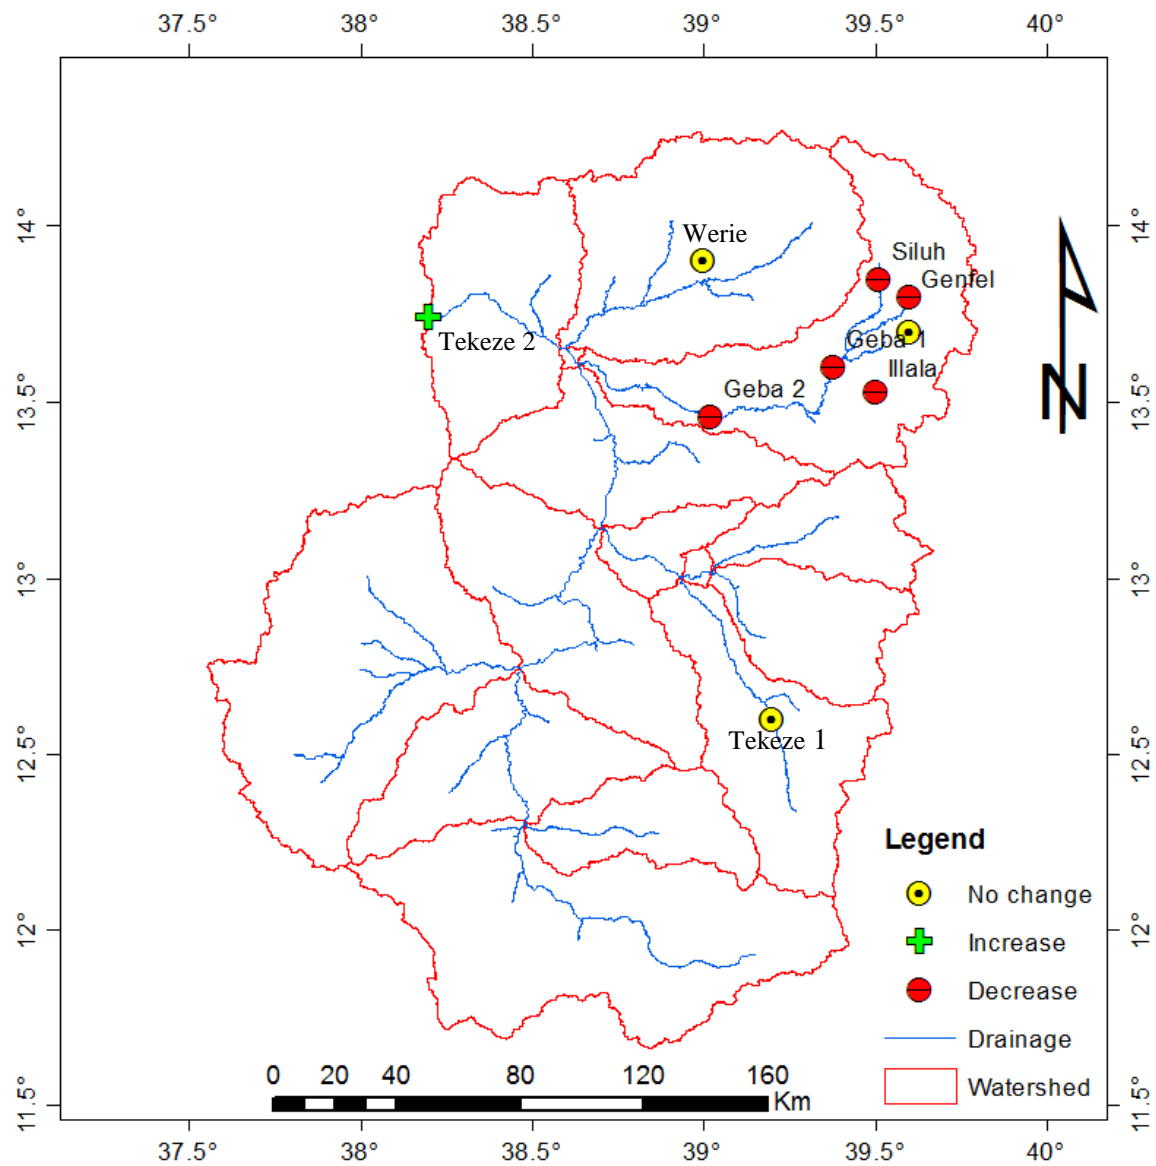 37.5° 38° 38.5° 39° 39.5° 40°
14° 14°
Werie
Siluh
Genfel
Tekeze 2
Geba 1
Illala
Geba 2
13.5° 13.5°
N
13° 13°
Tekeze 1
12.5° 12.5°
Legend
No change
12° 12°
Increase
Decrease
Drainage
0 20 40 80 120 160
Watershed
Km
11.5° 11.5°
37.5° 38° 38.5° 39° 39.5° 40°